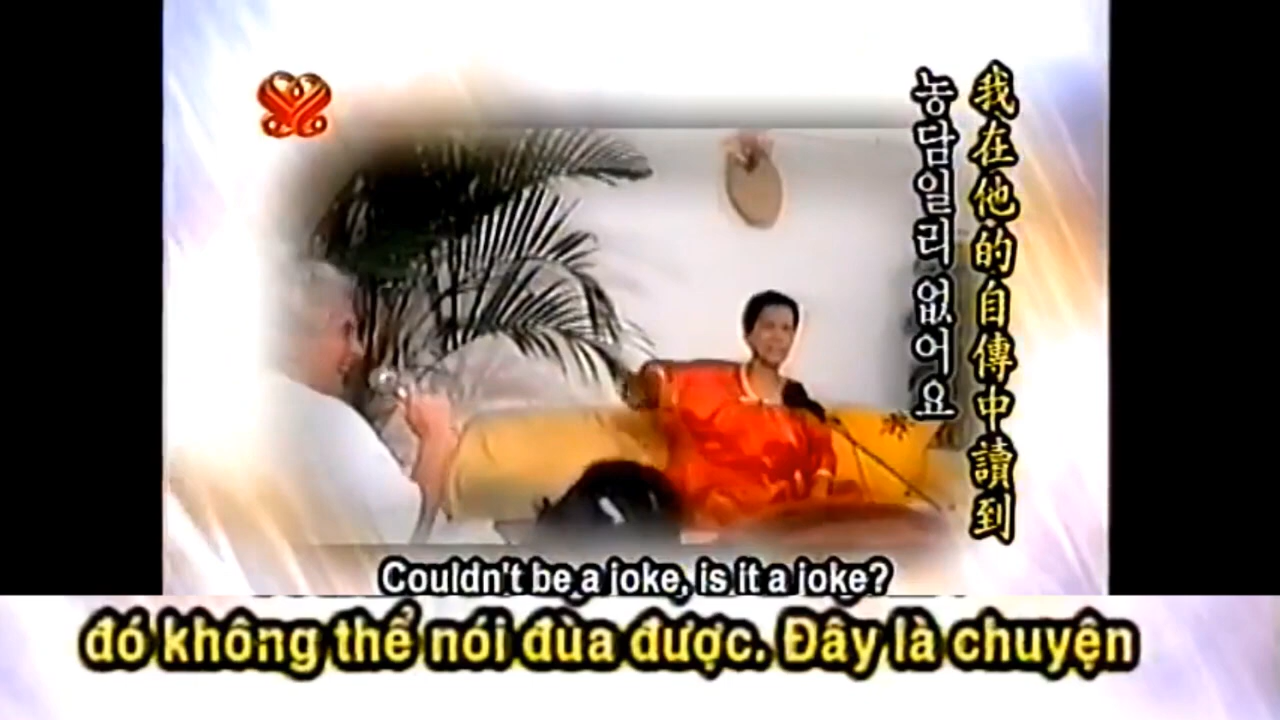 我在他的自傳中讀到
농담일리 없어요
Couldn't be a joke, is it a joke?
đó không thể nói đùa được. Đây là chuyện